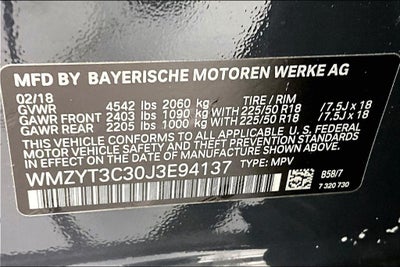 MFD BY BAYERISCHE MOTOREN WERKE AG
02/18
GVWR 4542 lbs 2060 kg TIRE / RIM
GAWR FRONT 2403 lbs 1090 kg WITH 225/50 R18 /7.5J x 18
GAWR REAR 2205 lbs 1000 kg WITH 225/50 R18 /7.5J x 18
THIS VEHICLE CONFORMS TO ALL APPLICABLE U. S. FEDERAL
MOTOR VEHICLE SAFETY AND THEFT PREVENTION STANDARDS
IN EFFECT ON THE DATE OF MANUFACTURE SHOWN ABOVE.
WMZYT3C30J3E94137 TYPE: MPV
B58/7
7 320 730